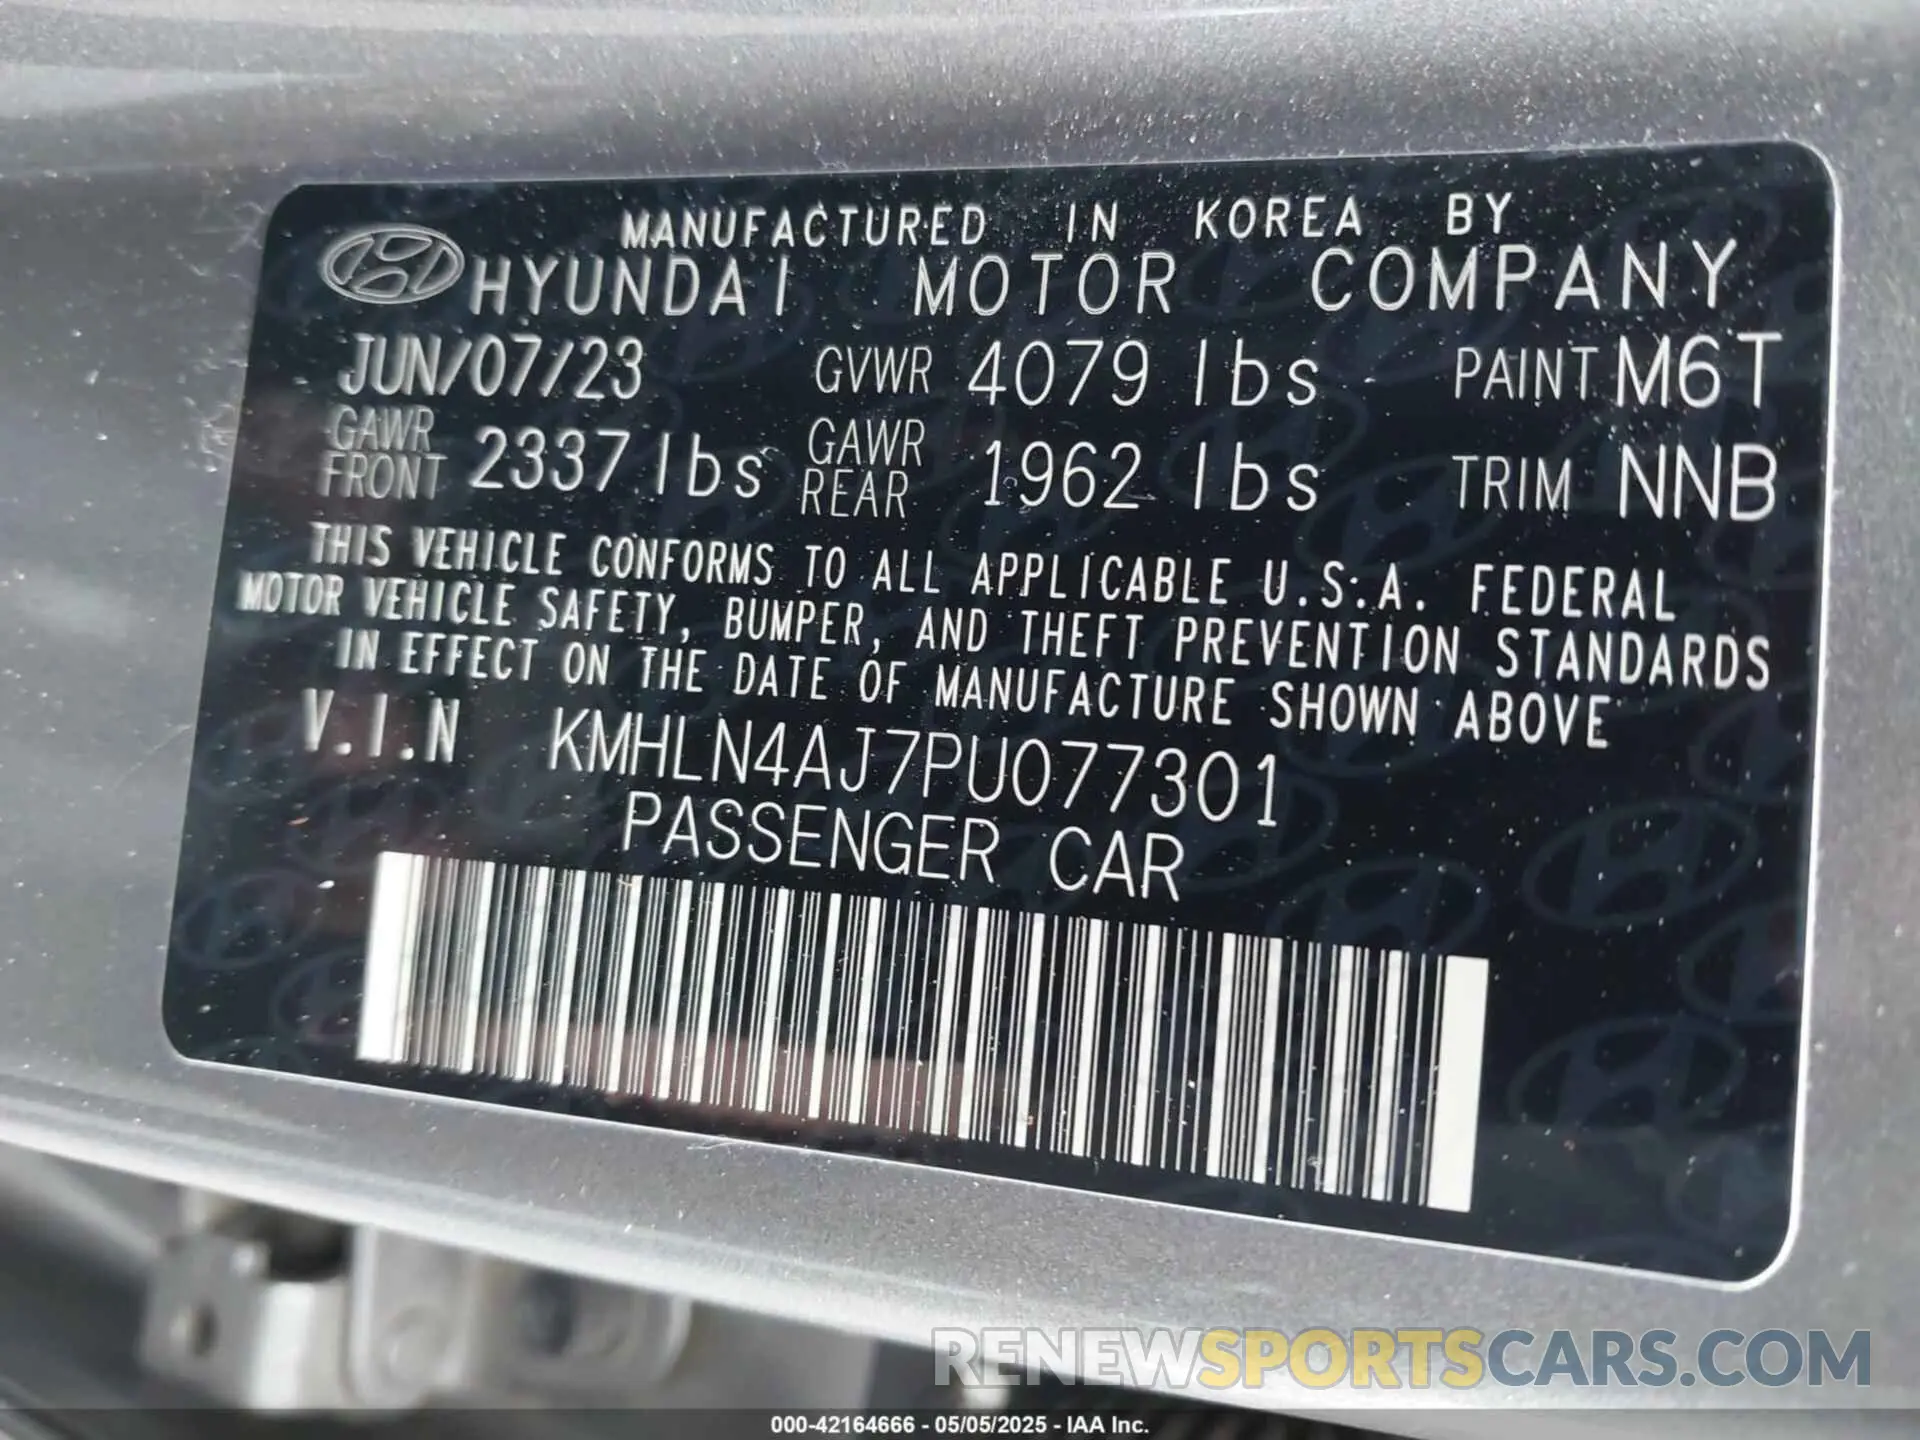 MANUFACTURED IN KOREA BY
HYUNDAI MOTOR COMPANY
JUN/07/23 GVWR 4079 lbs PAINT M6T
GAWR FRONT 2337 lbs GAWR REAR 1962 lbs TRIM NNB
THIS VEHICLE CONFORMS TO ALL APPLICABLE U.S.A. FEDERAL
MOTOR VEHICLE SAFETY, BUMPER, AND THEFT PREVENTION STANDARDS
IN EFFECT ON THE DATE OF MANUFACTURE SHOWN ABOVE
V.I.N KMHLN4AJ7PU077301
PASSENGER CAR
RENEWSPORTSCARS.COM
000-42164666 - 05/05/2025 - IAA Inc.